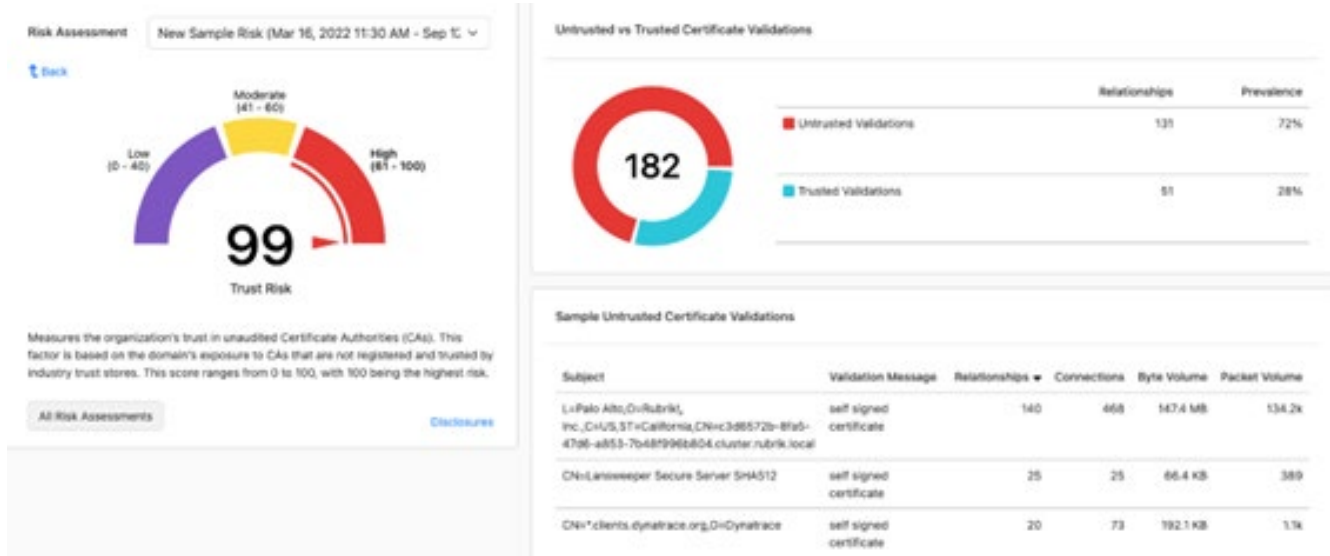 Risk Assessment
New Sample Risk (Mar 16, 2022 11:30 AM - Sep
Back
Moderate
(41 - 60)
Low
(0 - 40)
High
(61 - 100)
99
Trust Risk
Measures the organization's trust in unaudited Certificate Authorities (CAs). This
factor is based on the domain's exposure to CAs that are not registered and trusted by
industry trust stores. This score ranges from 0 to 100, with 100 being the highest risk.
All Risk Assessments
Disclosures
Untrusted vs Trusted Certificate Validations
182
Relationships Prevalence
Untrusted Validations 131 72%
Trusted Validations 51 28%
Sample Untrusted Certificate Validations
Subject Validation Message Relationships Connections Byte Volume Packet Volume
L=Palo Alto,O=Rubrik\, self signed 140 468 147.4 MB 134.2k
Inc.,C=US,ST=California,CN=c3d6572b-8fa5- certificate
47d6-a853-7b48f996b804.cluster.rubrik.local
CN=Lansweeper Secure Server SHA512 self signed 25 25 66.4 KB 389
certificate
CN=*.clients.dynatrace.org,O=Dynatrace self signed 20 73 192.1 KB 1.1k
certificate